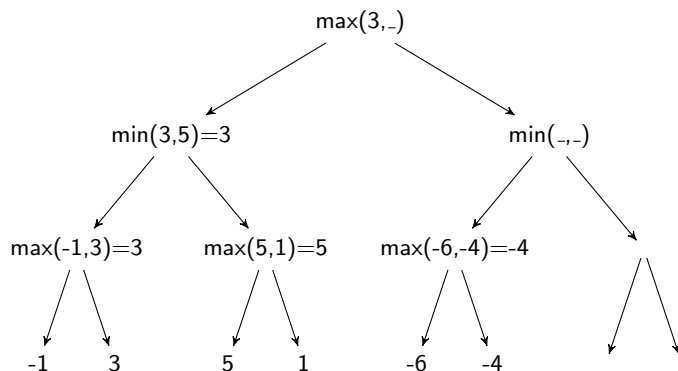 max(3,_)
min(3,5)=3 min(_,_)
max(-1,3)=3 max(5,1)=5 max(-6,-4)=-4
-1 3 5 1 -6 -4